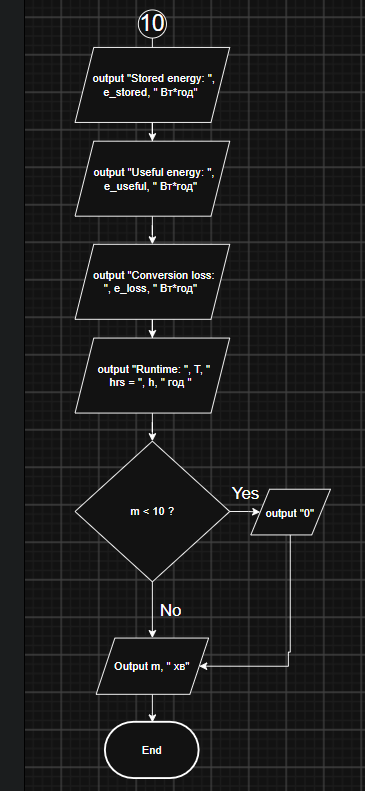 10
output "Stored energy: ",
e_stored, " Вт*год"
output "Useful energy: ",
e_useful, " Вт*год"
output "Conversion loss:
", e_loss, " Вт*год"
output "Runtime: ", T, "
hrs = ", h, " год "
m < 10 ?
Yes
output "0"
No
Output m, " хв"
End